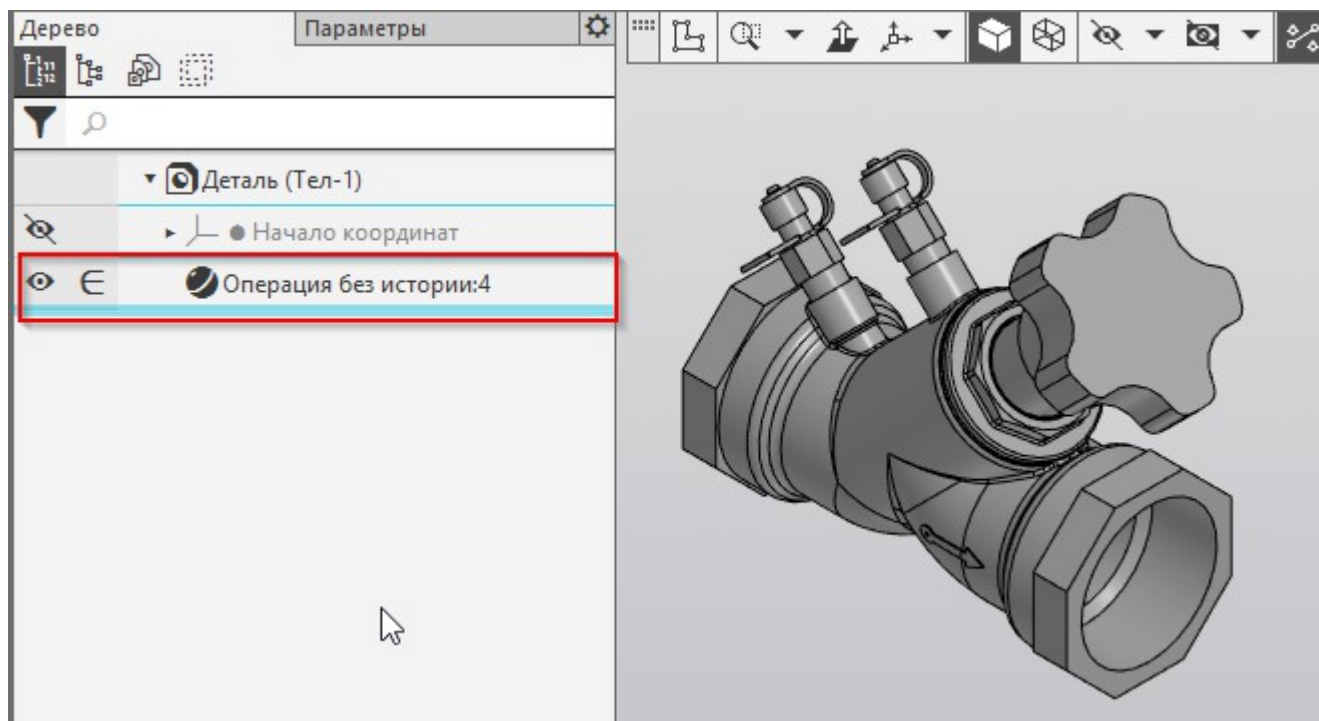 Дерево
Параметры
Деталь (Тел-1)
Начало координат
Операция без истории:4